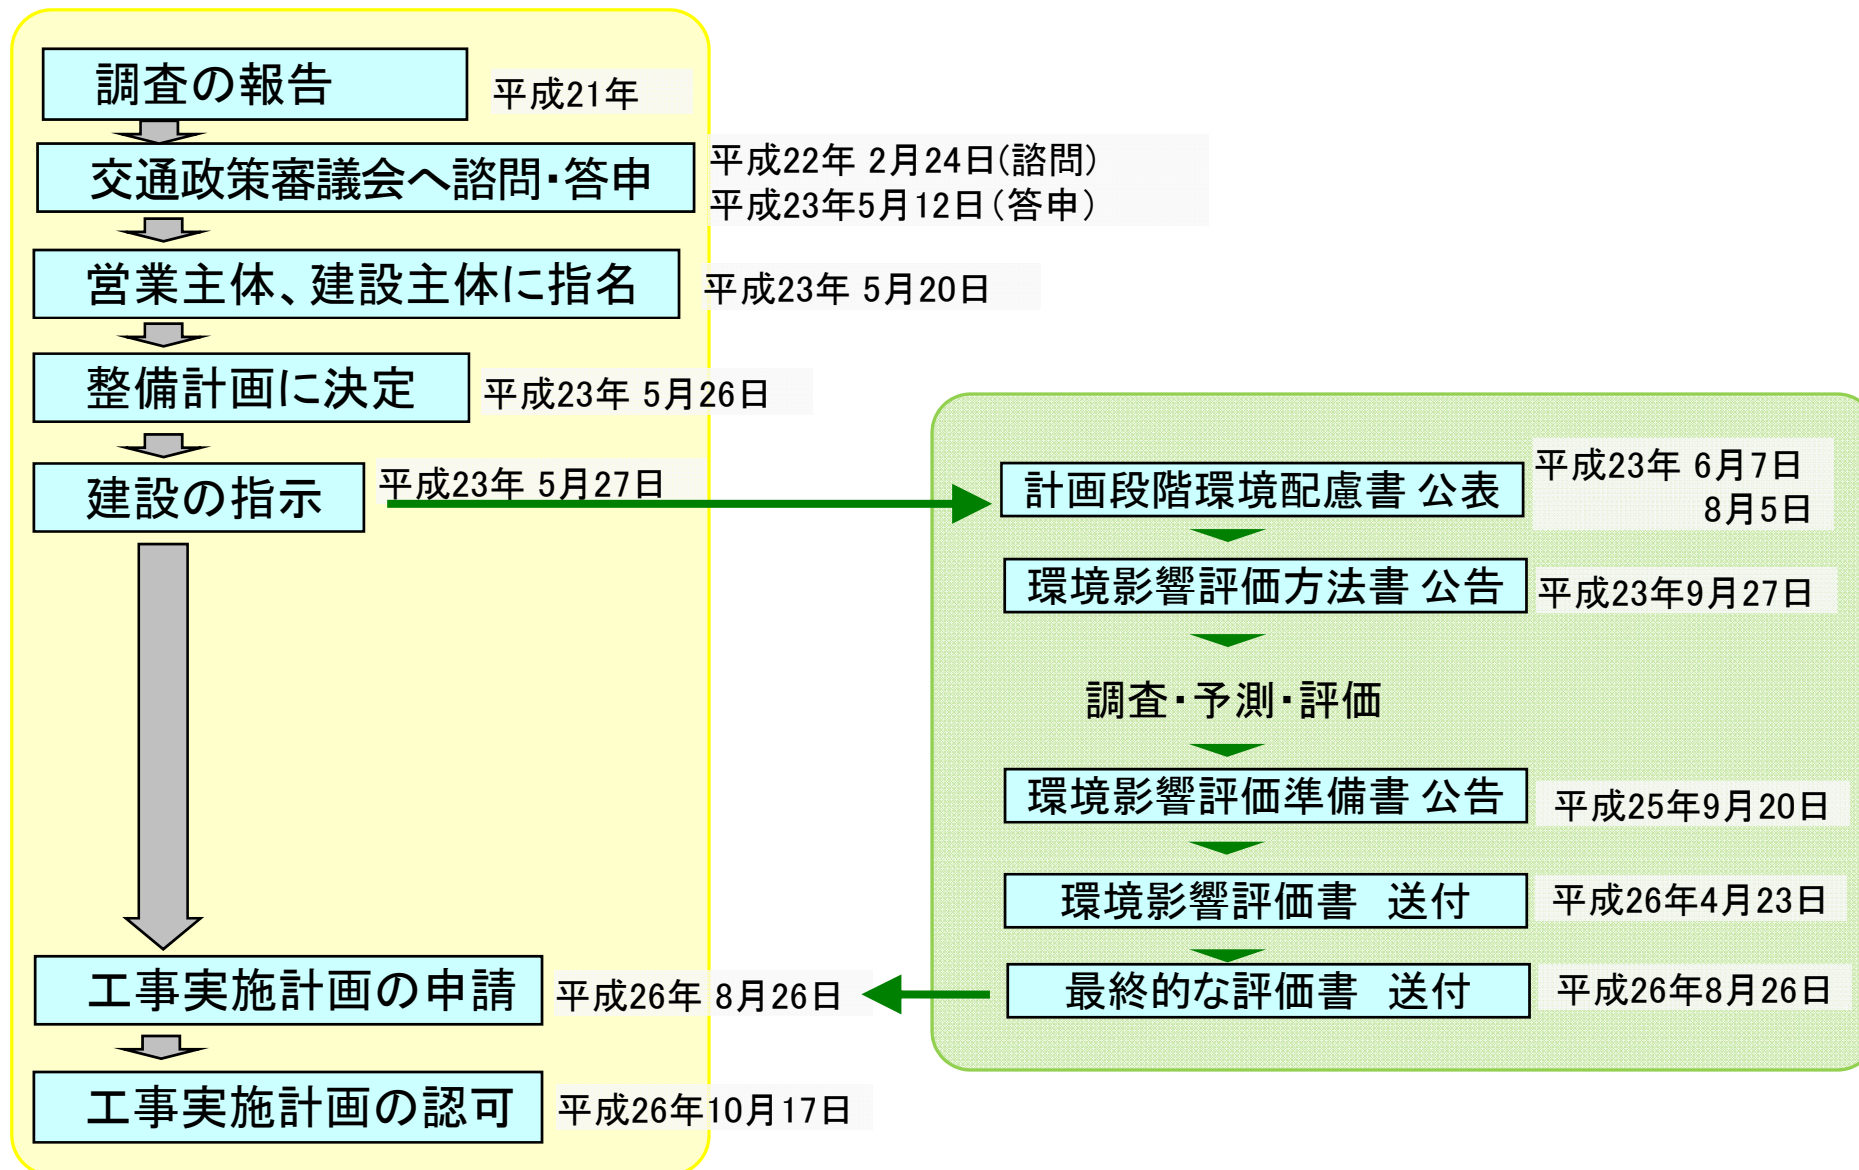 調査の報告
平成21年
交通政策審議会へ諮問・答申
平成22年 2月24日(諮問)
平成23年5月12日(答申)
営業主体、建設主体に指名
平成23年 5月20日
整備計画に決定
平成23年 5月26日
建設の指示
平成23年 5月27日
計画段階環境配慮書 公表
平成23年 6月7日
8月5日
環境影響評価方法書 公告
平成23年9月27日
調査・予測・評価
環境影響評価準備書 公告
平成25年9月20日
環境影響評価書　送付
平成26年4月23日
最終的な評価書　送付
平成26年8月26日
工事実施計画の申請
平成26年 8月26日
工事実施計画の認可
平成26年10月17日